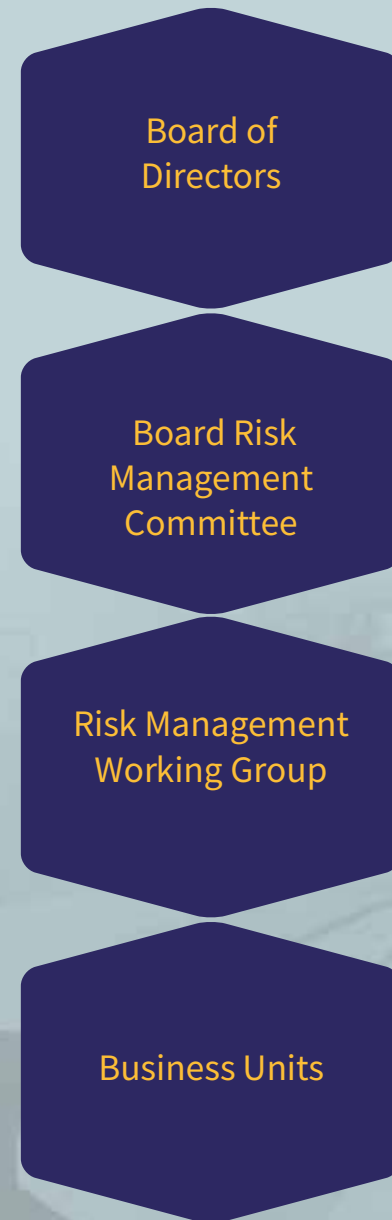 Board of
Directors
Board Risk
Management
Committee
Risk Management
Working Group
Business Units